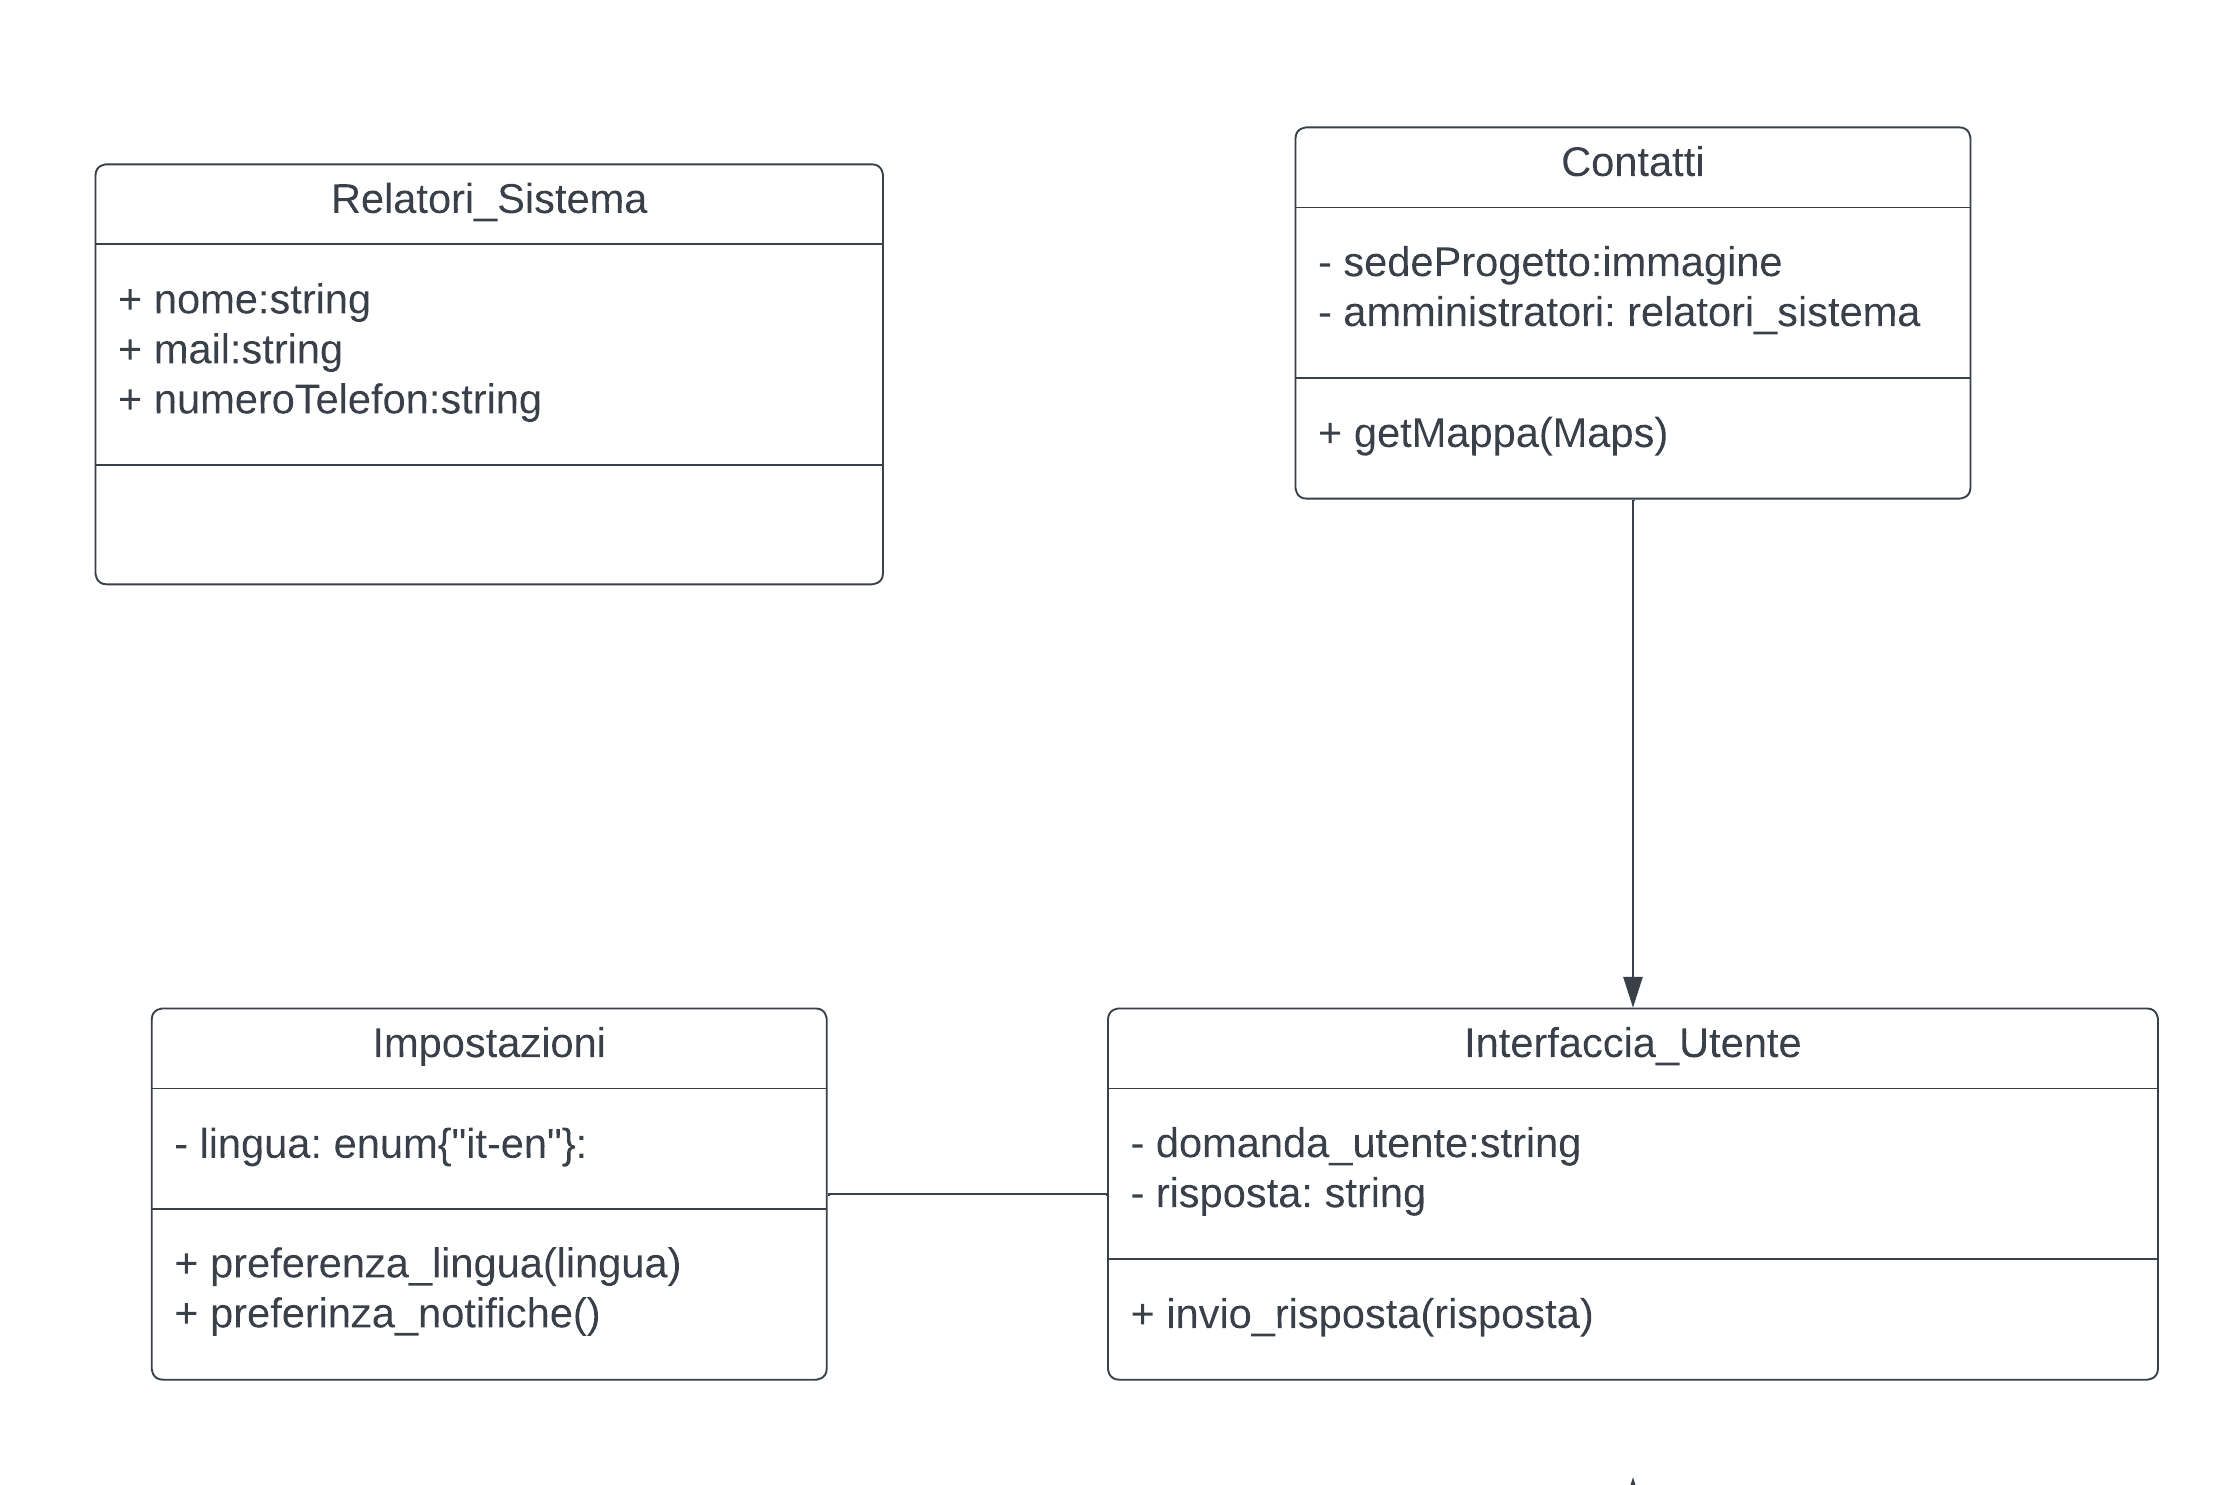 Relatori_Sistema
+ nome:string
+ mail:string
+ numeroTelefon:string
Contatti
- sedeProgetto:immagine
- amministratori: relatori_sistema
+ getMappa(Maps)
Impostazioni
- lingua: enum{"it-en"}:
+ preferenza_lingua(lingua)
+ preferinza_notifiche()
Interfaccia_Utente
- domanda_utente:string
- risposta: string
+ invio_risposta(risposta)